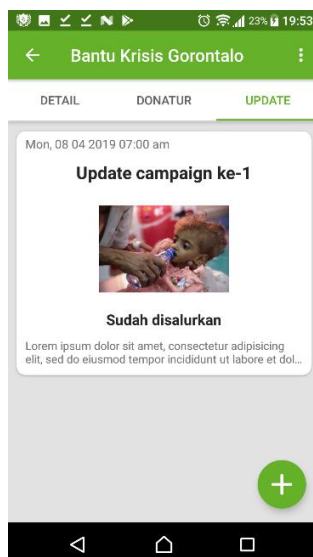 23% 19:53
Bantu Krisis Gorontalo
DETAIL DONATUR UPDATE
Mon, 08 04 2019 07:00 am
Update campaign ke-1
Sudah disalurkan
Lorem ipsum dolor sit amet, consectetur adipisicing
elit, sed do eiusmod tempor incididunt ut labore et dol...